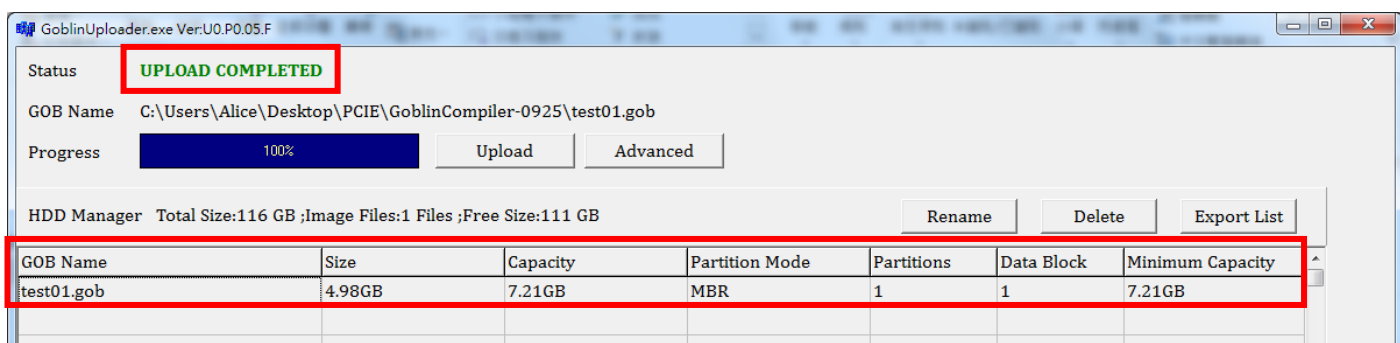 GoblinUploader.exe Ver:U0.P0.05.F
Status UPLOAD COMPLETED
GOB Name C:\Users\Alice\Desktop\PCIE\GoblinCompiler-0925\test01.gob
Progress 100% Upload Advanced
HDD Manager Total Size:116 GB ;Image Files:1 Files ;Free Size:111 GB Rename Delete Export List
GOB Name Size Capacity Partition Mode Partitions Data Block Minimum Capacity
test01.gob 4.98GB 7.21GB MBR 1 1 7.21GB